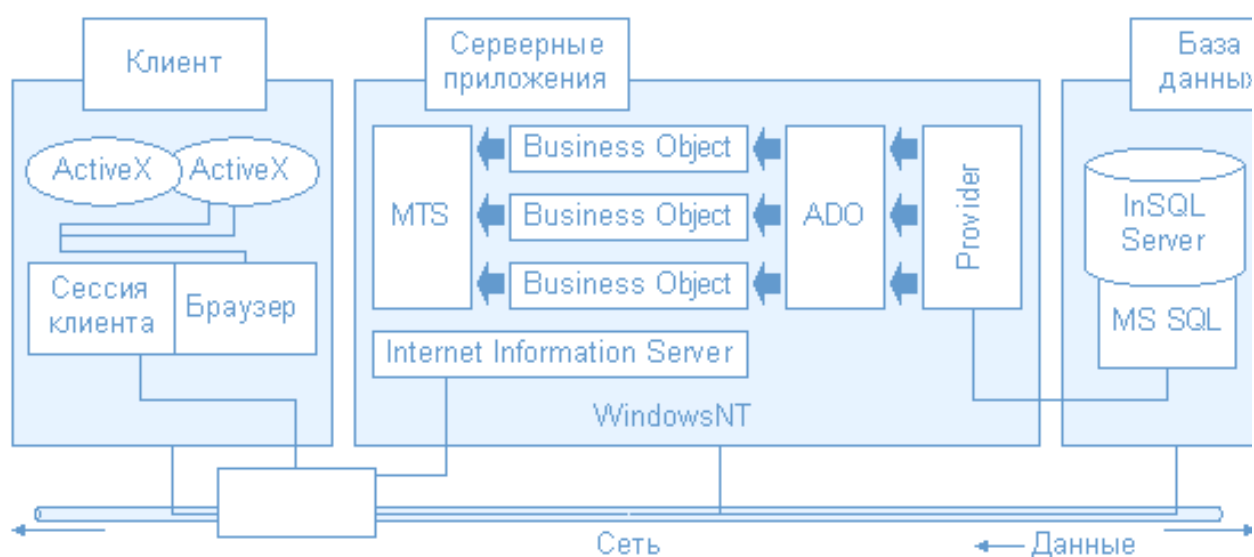 Клиент
Серверные
приложения
База
данных
ActiveX
ActiveX
Сессия
клиента
Браузер
MTS
Business Object
Business Object
Business Object
ADO
Provider
Internet Information Server
WindowsNT
InSQL
Server
MS SQL
Сеть
Данные